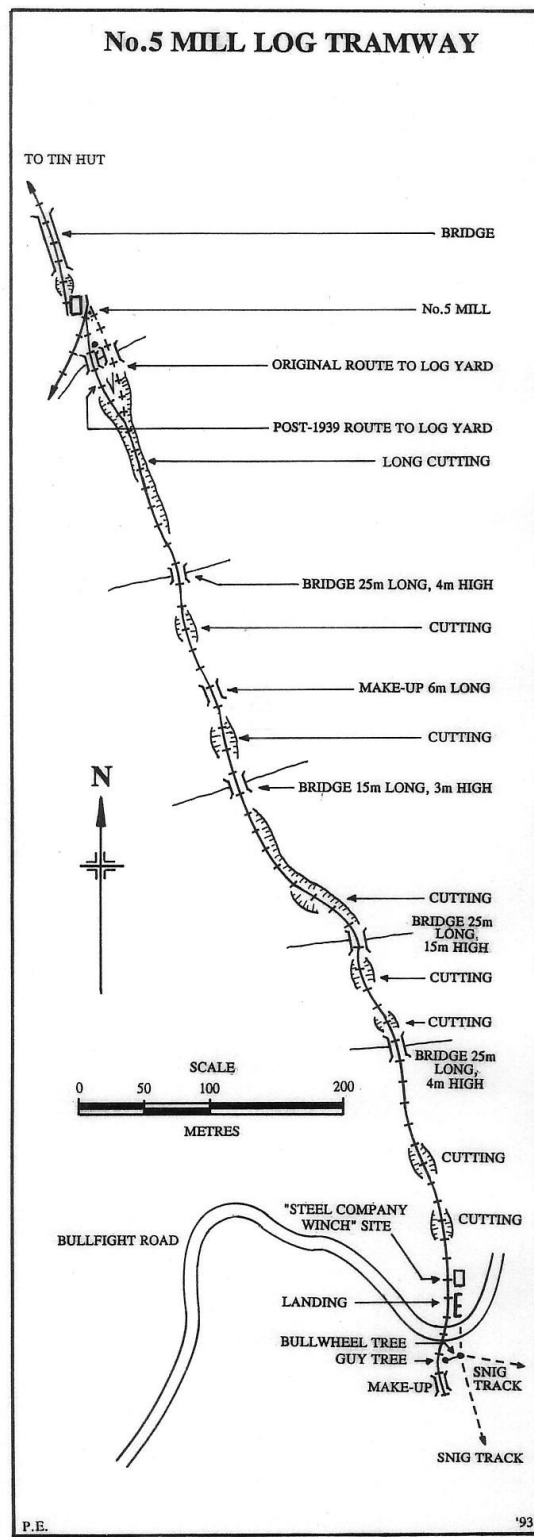 No.5 MILL LOG TRAMWAY
TO TIN HUT
BRIDGE
No.5 MILL
ORIGINAL ROUTE TO LOG YARD
POST-1939 ROUTE TO LOG YARD
LONG CUTTING
BRIDGE 25m LONG, 4m HIGH
CUTTING
MAKE-UP 6m LONG
CUTTING
N
BRIDGE 15m LONG, 3m HIGH
CUTTING
BRIDGE 25m
LONG,
15m HIGH
CUTTING
CUTTING
BRIDGE 25m
LONG,
4m HIGH
SCALE
0 50 100 200
METRES
CUTTING
"STEEL COMPANY
WINCH" SITE
CUTTING
BULLFIGHT ROAD
LANDING
BULLWHEEL TREE
GUY TREE
SNIG
TRACK
MAKE-UP
SNIG TRACK
P.E.
'93